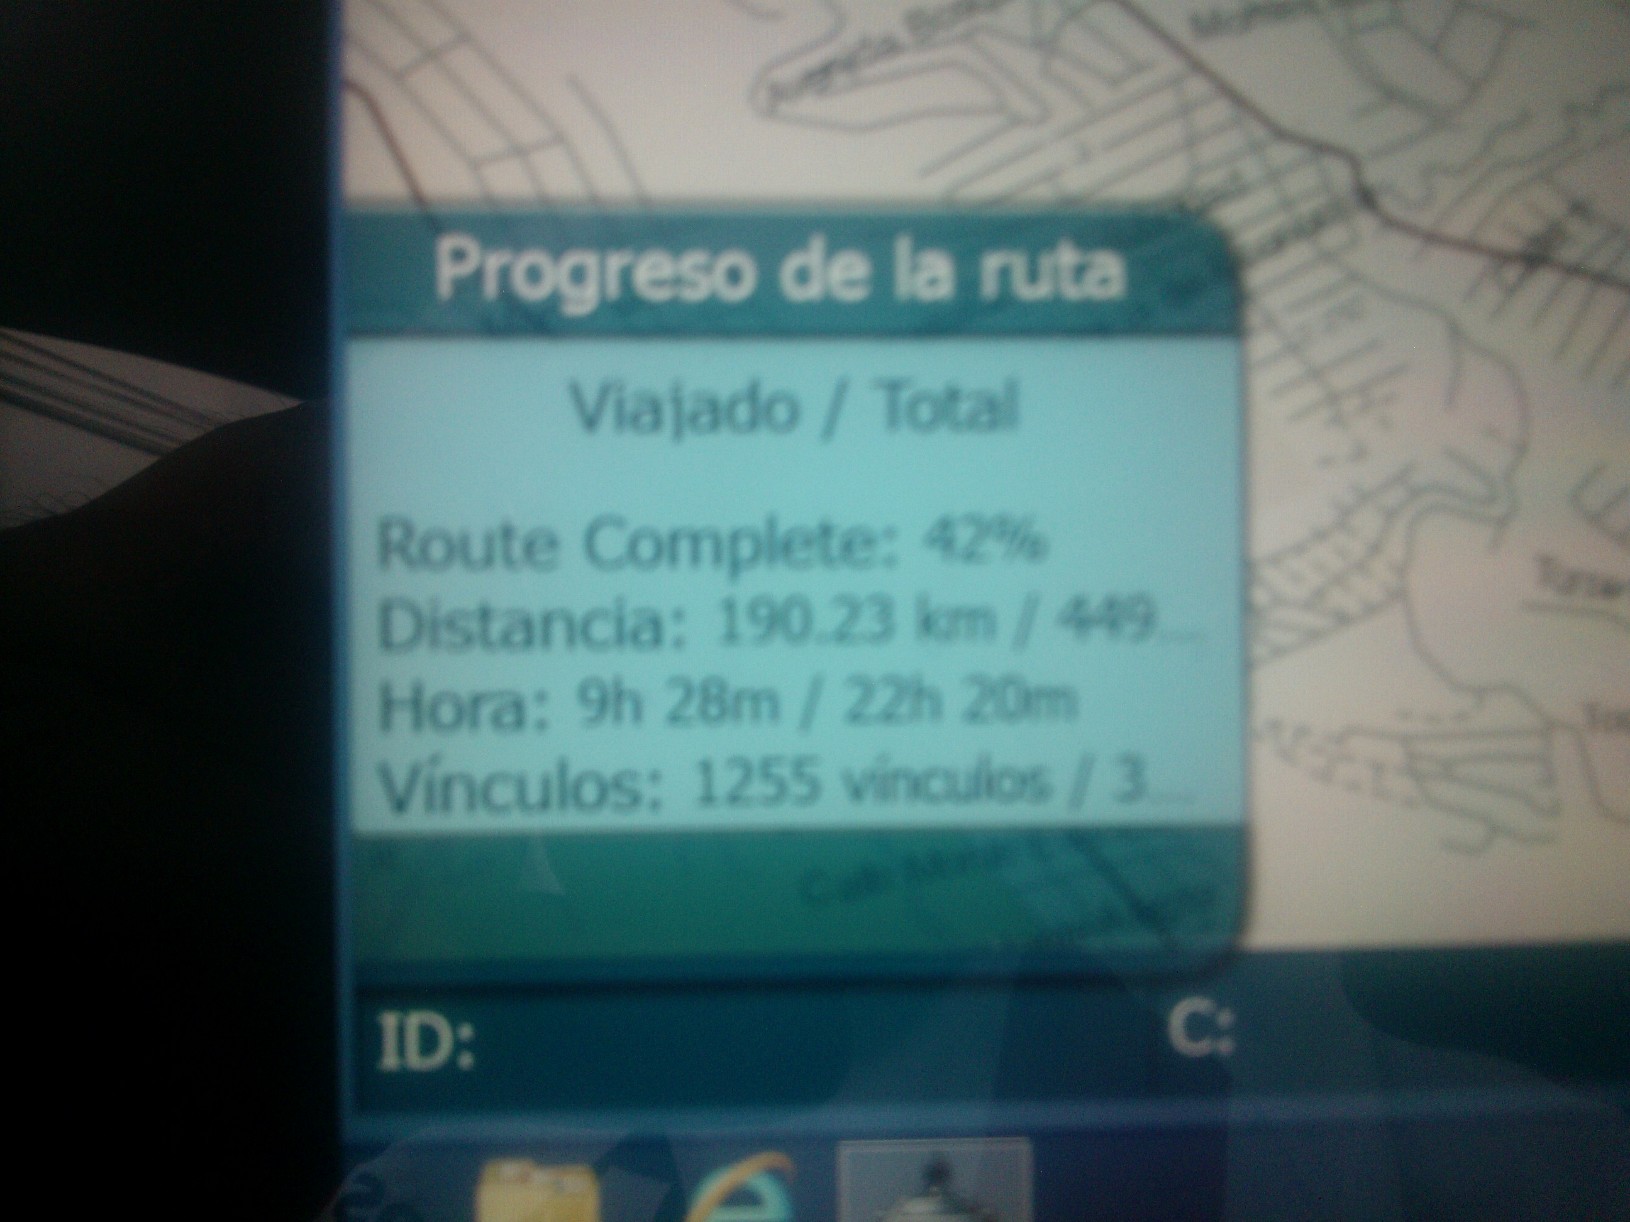 Progreso de la ruta
Viajado / Total
Route Complete: 42%
Distancia: 190.23 km / 449...
Hora: 9h 28m / 22h 20m
Vínculos: 1255 vínculos / 3...
ID:
C: